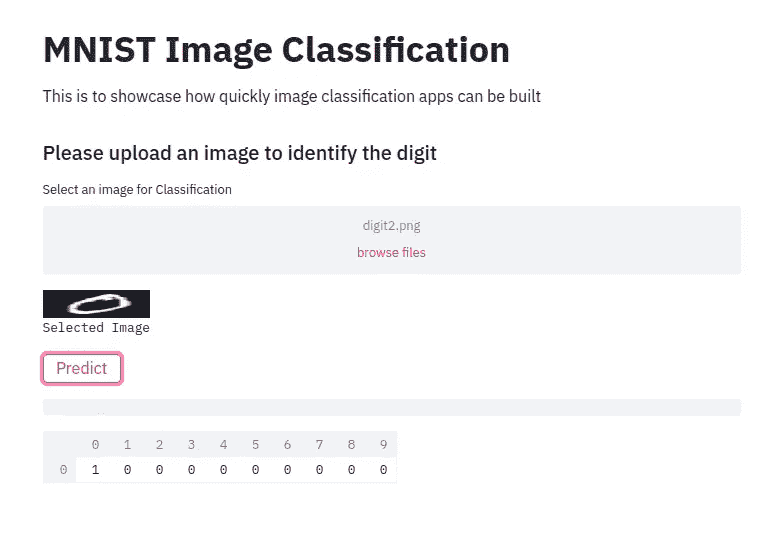 MNIST Image Classification
This is to showcase how quickly image classification apps can be built
Please upload an image to identify the digit
Select an image for Classification
digit2.png
browse files
0
Selected Image
Predict
0 1 2 3 4 5 6 7 8 9
0 1 0 0 0 0 0 0 0 0 0